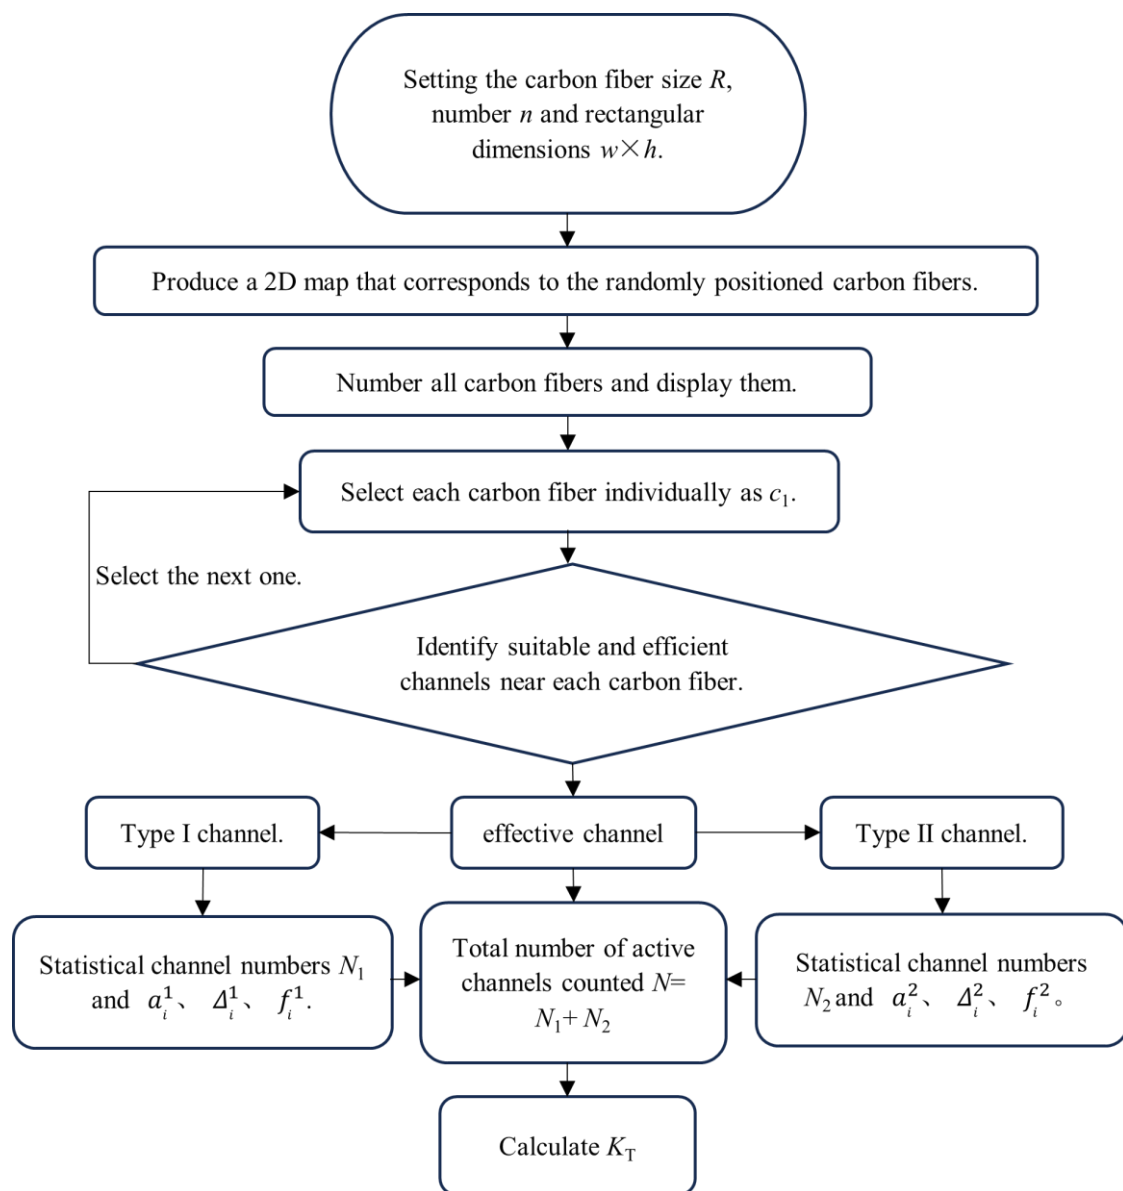 Setting the carbon fiber size R,
number n and rectangular
dimensions w×h.
Produce a 2D map that corresponds to the randomly positioned carbon fibers.
Number all carbon fibers and display them.
Select each carbon fiber individually as c₁.
Select the next one.
Identify suitable and efficient
channels near each carbon fiber.
Type I channel.
effective channel
Type II channel.
Statistical channel numbers N₁
and a_i^1、 Δ_i^1、 f_i^1.
Total number of active
channels counted N=
N₁+ N₂
Statistical channel numbers
N₂ and a_i^2、 Δ_i^2、 f_i^2。
Calculate K_T